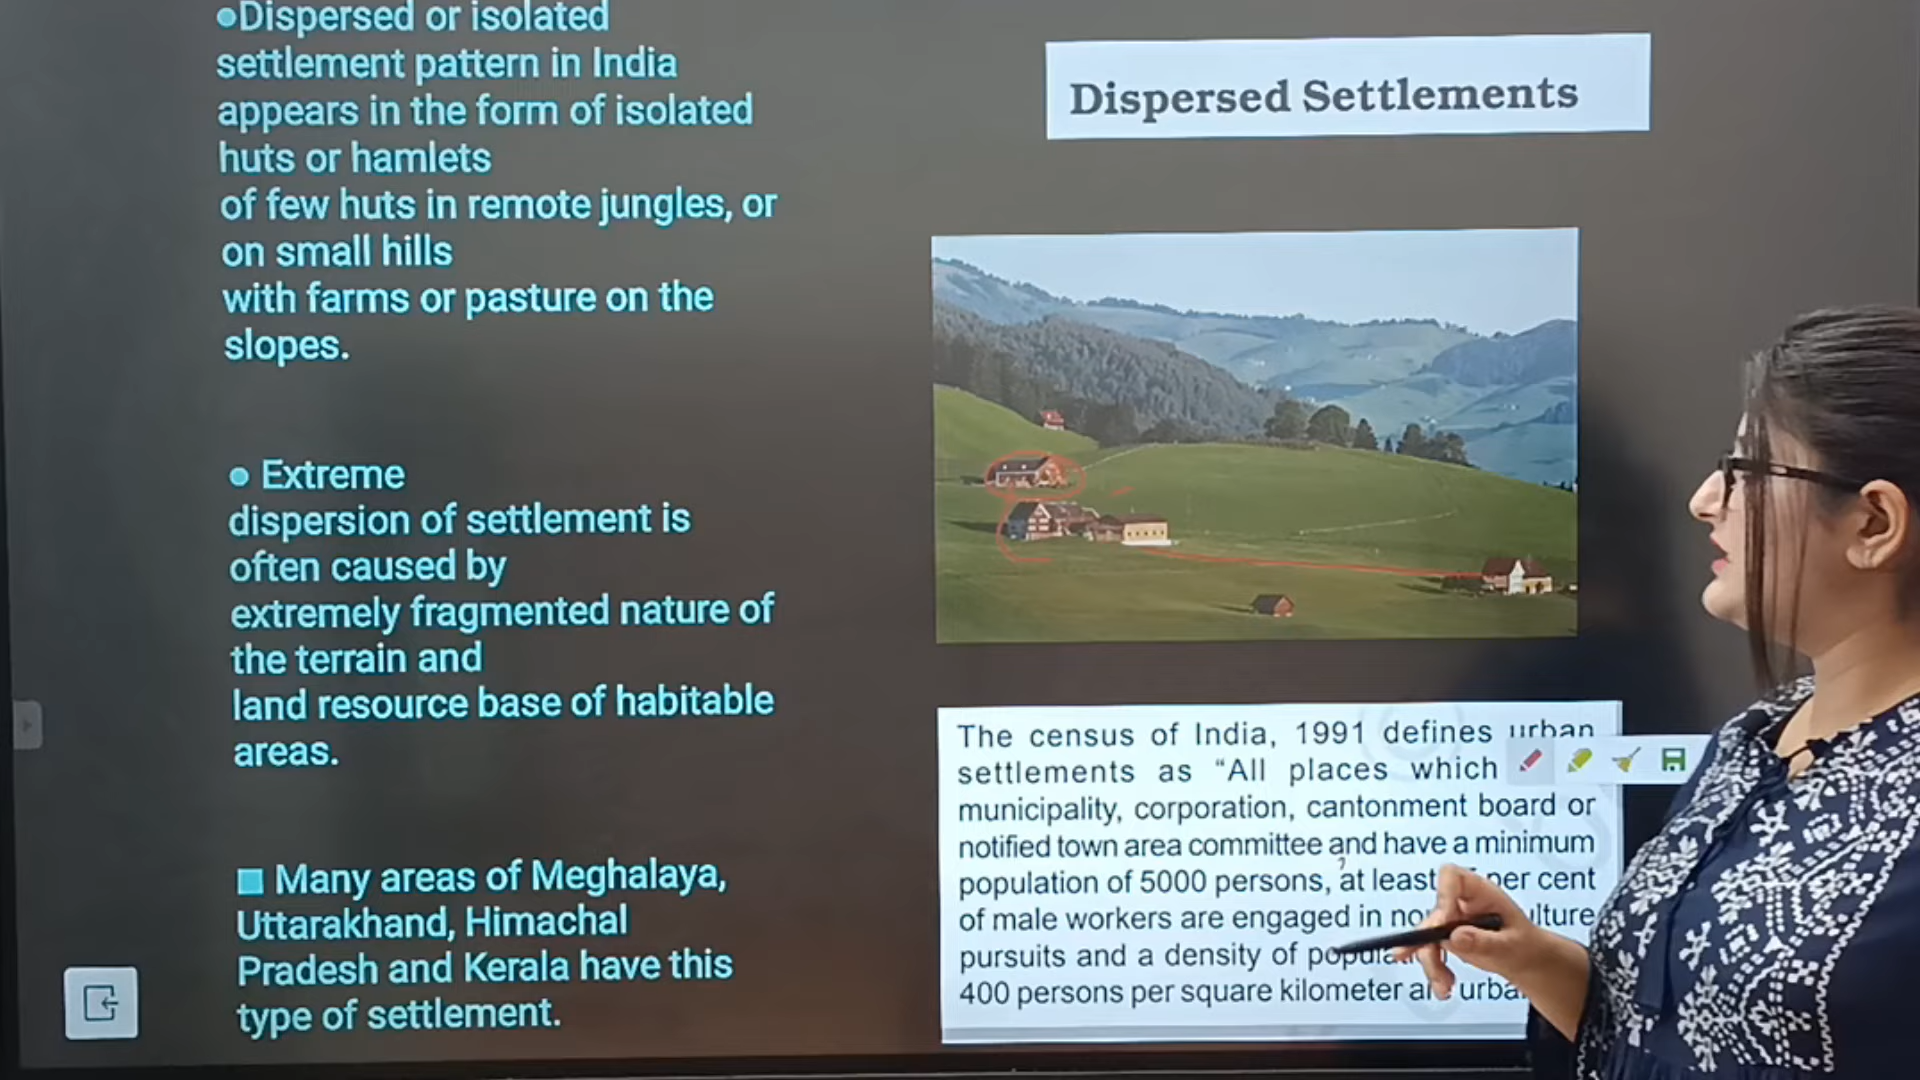 ●Dispersed or isolated
settlement pattern in India
appears in the form of isolated
huts or hamlets
of few huts in remote jungles, or
on small hills
with farms or pasture on the
slopes.
● Extreme
dispersion of settlement is
often caused by
extremely fragmented nature of
the terrain and
land resource base of habitable
areas.
■ Many areas of Meghalaya,
Uttarakhand, Himachal
Pradesh and Kerala have this
type of settlement.
Dispersed Settlements
The census of India, 1991 defines urban
settlements as “All places which
municipality, corporation, cantonment board or
notified town area committee and have a minimum
population of 5000 persons, at least per cent
of male workers are engaged in
pursuits and a density of
400 persons per square kilometer are